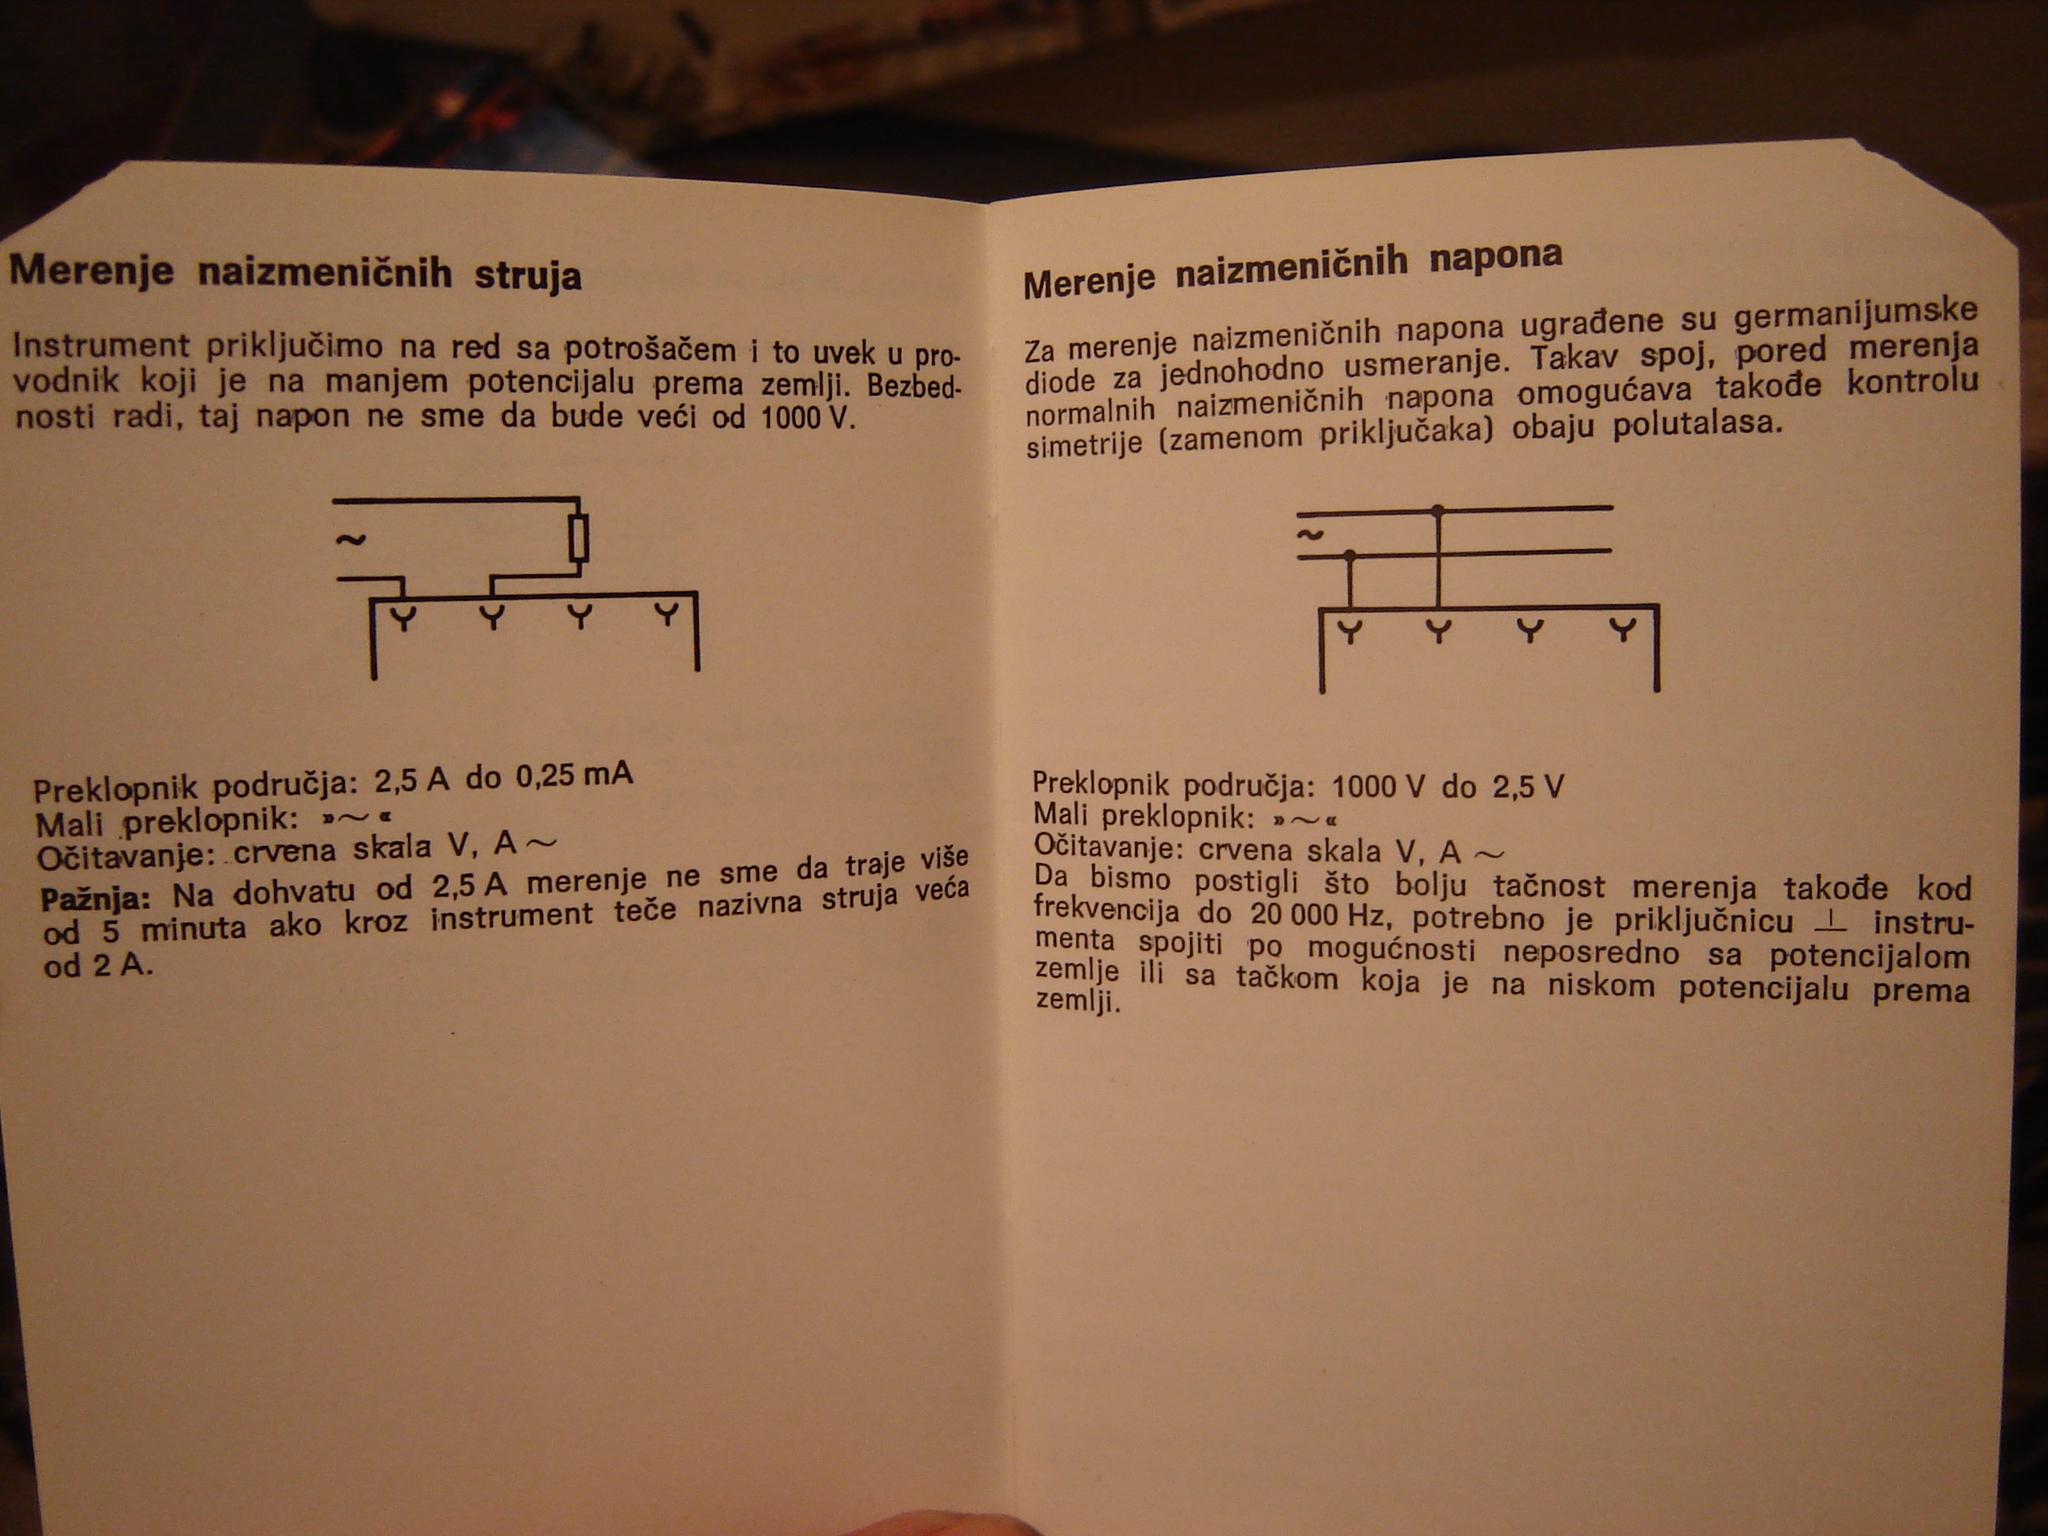 Merenje naizmeničnih struja
Instrument priključimo na red sa potrošačem i to uvek u pro-
vodnik koji je na manjem potencijalu prema zemlji. Bezbed-
nosti radi, taj napon ne sme da bude veći od 1000 V.
~
Preklopnik područja: 2,5 A do 0,25 mA
Mali preklopnik: »~«
Očitavanje: crvena skala V, A ~
Pažnja: Na dohvatu od 2,5 A merenje ne sme da traje više
od 5 minuta ako kroz instrument teče nazivna struja veća
od 2 A.
Merenje naizmeničnih napona
Za merenje naizmeničnih napona ugrađene su germanijumske
diode za jednohodno usmeranje. Takav spoj, pored merenja
normalnih naizmeničnih napona omogućava takođe kontrolu
simetrije (zamenom priključaka) obaju polutalasa.
~
Preklopnik područja: 1000 V do 2,5 V
Mali preklopnik: »~«
Očitavanje: crvena skala V, A ~
Da bismo postigli što bolju tačnost merenja takođe kod
frekvencija do 20 000 Hz, potrebno je priključnicu ⊥ instru-
menta spojiti po mogućnosti neposredno sa potencijalom
zemlje ili sa tačkom koja je na niskom potencijalu prema
zemlji.